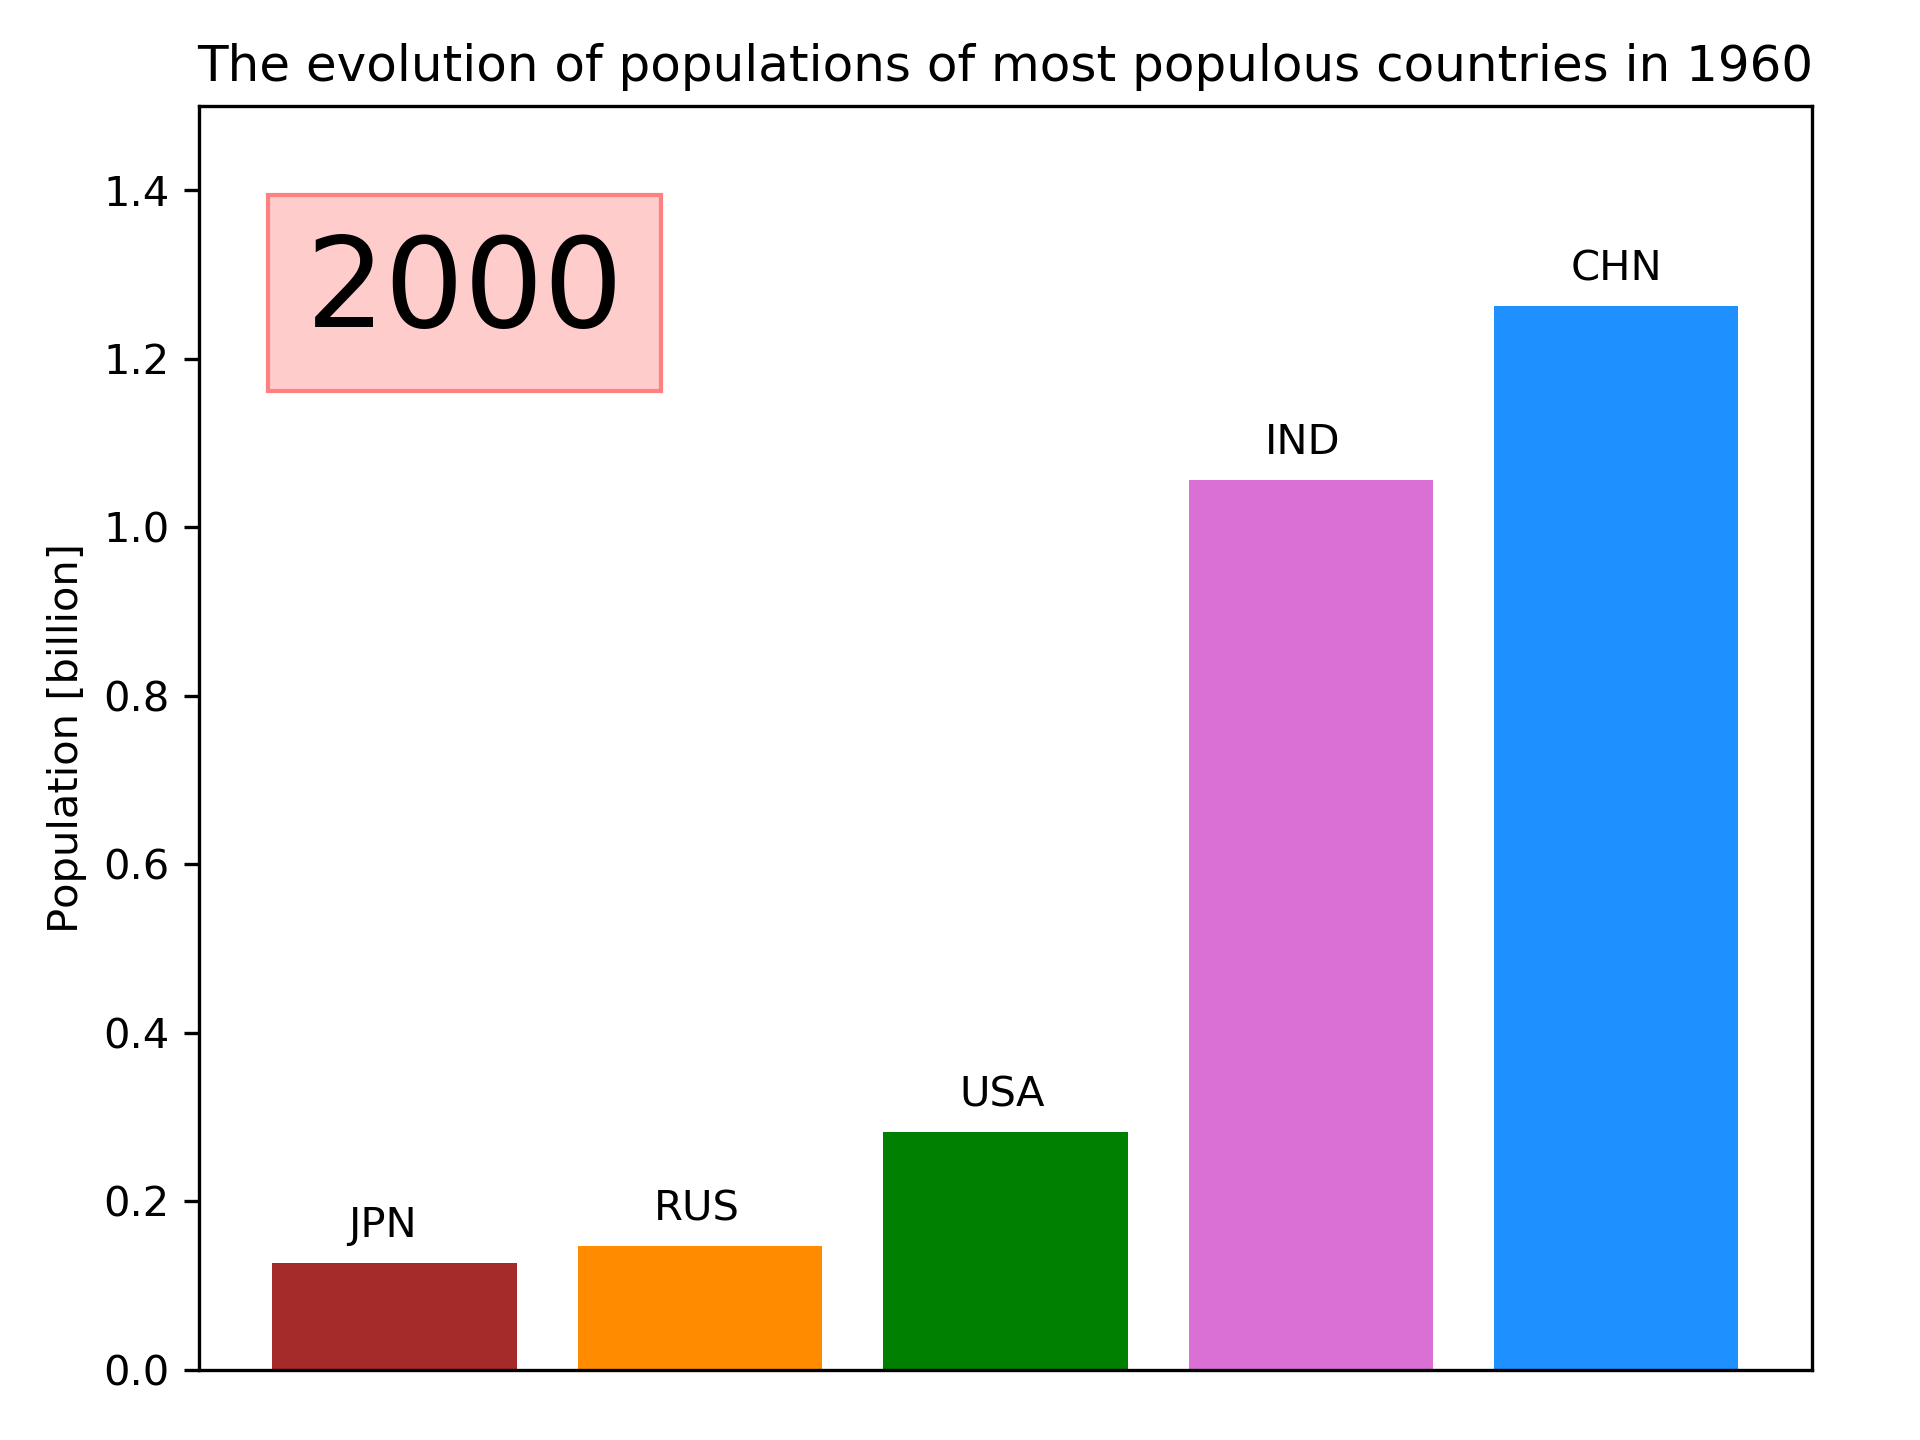 The evolution of populations of most populous countries in 1960
2000
Population [billion]
1.4
1.2
1.0
0.8
0.6
0.4
0.2
0.0
JPN
RUS
USA
IND
CHN